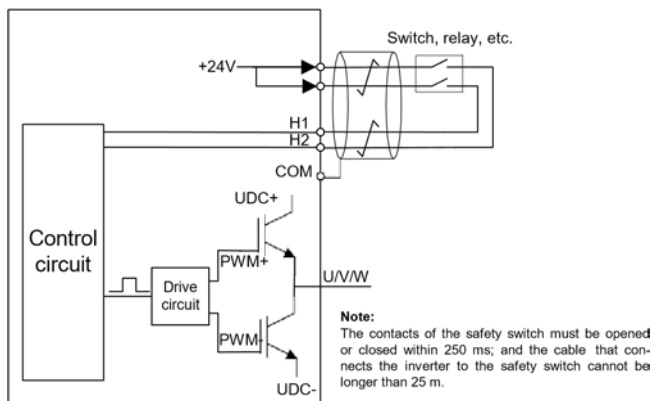 Switch, relay, etc.
+24V
H1
H2
COM
UDC+
Control
circuit
PWM+
Drive
circuit
U/V/W
PWM-
UDC-
Note:
The contacts of the safety switch must be opened
or closed within 250 ms; and the cable that con-
nects the inverter to the safety switch cannot be
longer than 25 m.